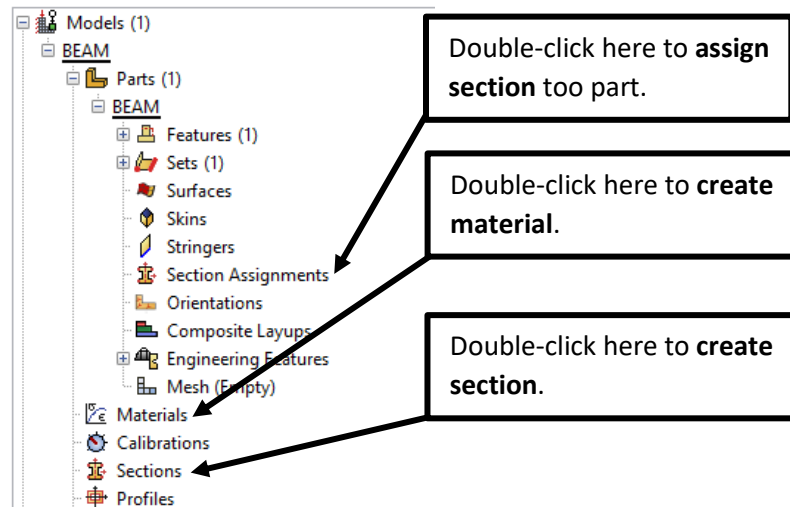 Models (1)
BEAM
Parts (1)
BEAM
Features (1)
Sets (1)
Surfaces
Skins
Stringers
Section Assignments
Orientations
Composite Layups
Engineering Features
Mesh (Empty)
Materials
Calibrations
Sections
Profiles
Double-click here to assign
section too part.
Double-click here to create
material.
Double-click here to create
section.